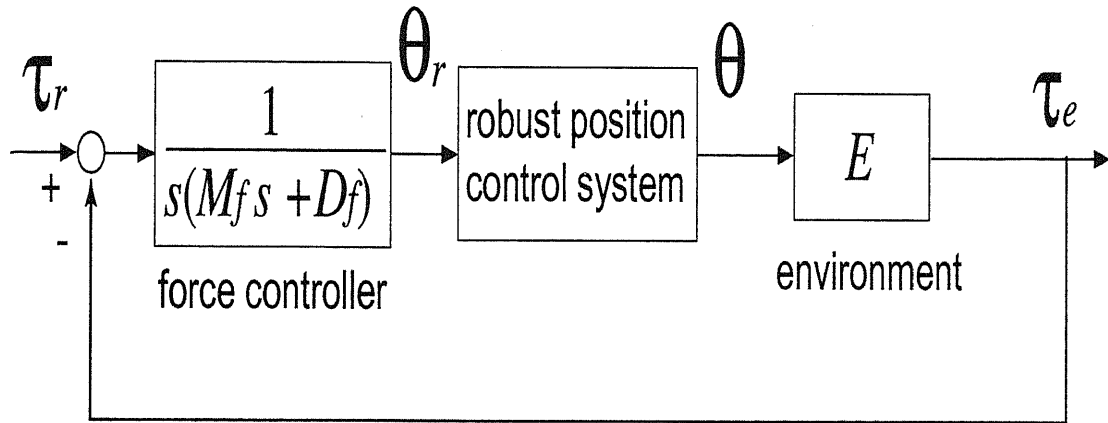 τr
+
-
1
s(Mf s +Df)
force controller
θr
robust position
control system
θ
E
environment
τe